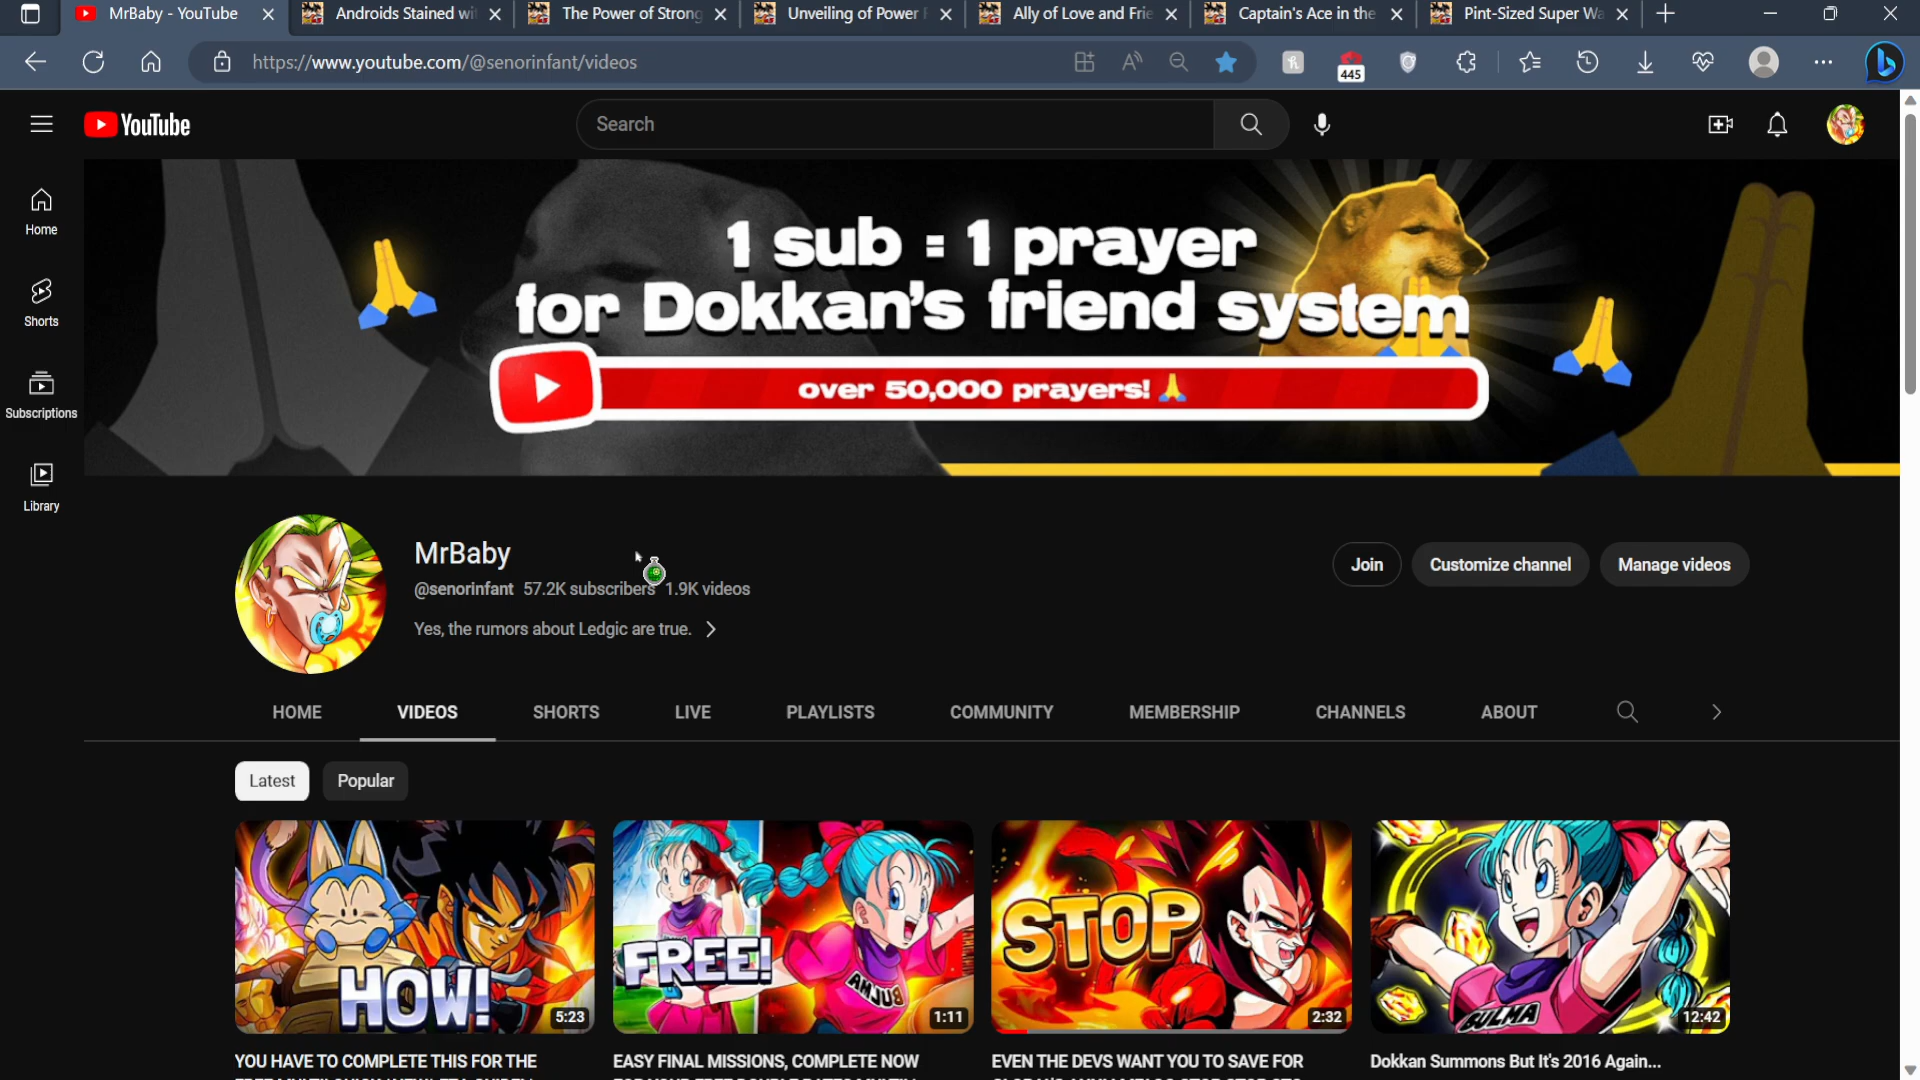 MrBaby - YouTube
Androids Stained wi
The Power of Strong
Unveiling of Power
Ally of Love and Frie
Captain's Ace in the
Pint-Sized Super Wa
https://www.youtube.com/@senorinfant/videos
445
YouTube
Search
Home
Shorts
Subscriptions
Library
1 sub = 1 prayer
for Dokkan's friend system
over 50,000 prayers! 🙏
MrBaby
@senorinfant 57.2K subscribers 1.9K videos
Yes, the rumors about Ledgic are true.
Join
Customize channel
Manage videos
HOME
VIDEOS
SHORTS
LIVE
PLAYLISTS
COMMUNITY
MEMBERSHIP
CHANNELS
ABOUT
Latest
Popular
HOW!
5:23
FREE!
BULMA
1:11
STOP
2:32
BULMA
12:42
YOU HAVE TO COMPLETE THIS FOR THE
EASY FINAL MISSIONS, COMPLETE NOW
EVEN THE DEVS WANT YOU TO SAVE FOR
Dokkan Summons But It's 2016 Again...